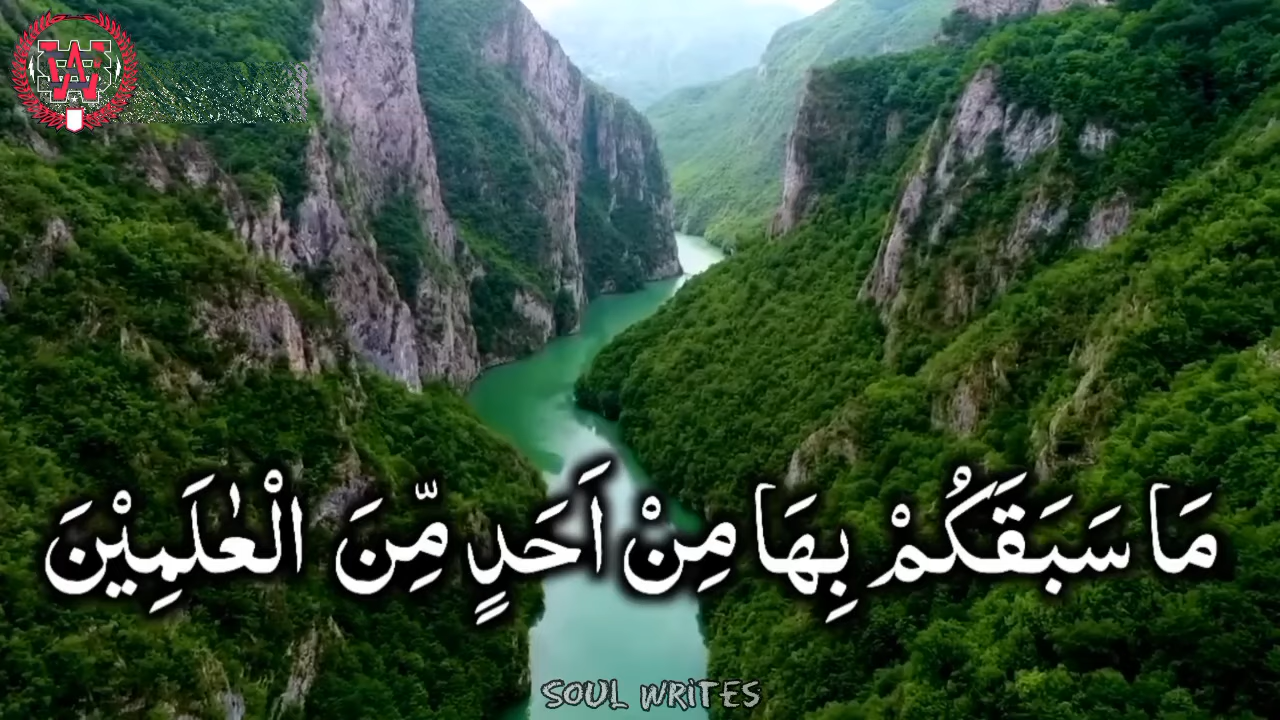 مَا سَبَقَكُمْ بِهَا مِنْ اَحَدٍ مِّنَ الْعٰلَمِيْنَ
SOUL WRITES